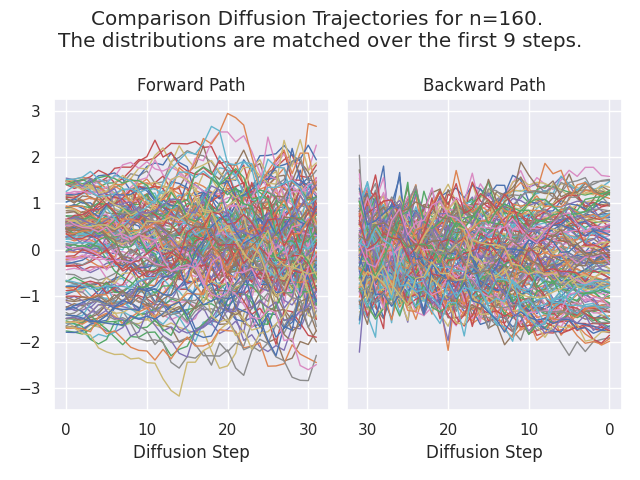 Comparison Diffusion Trajectories for n=160.
The distributions are matched over the first 9 steps.
Forward Path
Backward Path
3
2
1
0
−1
−2
−3
0 10 20 30
30 20 10 0
Diffusion Step
Diffusion Step